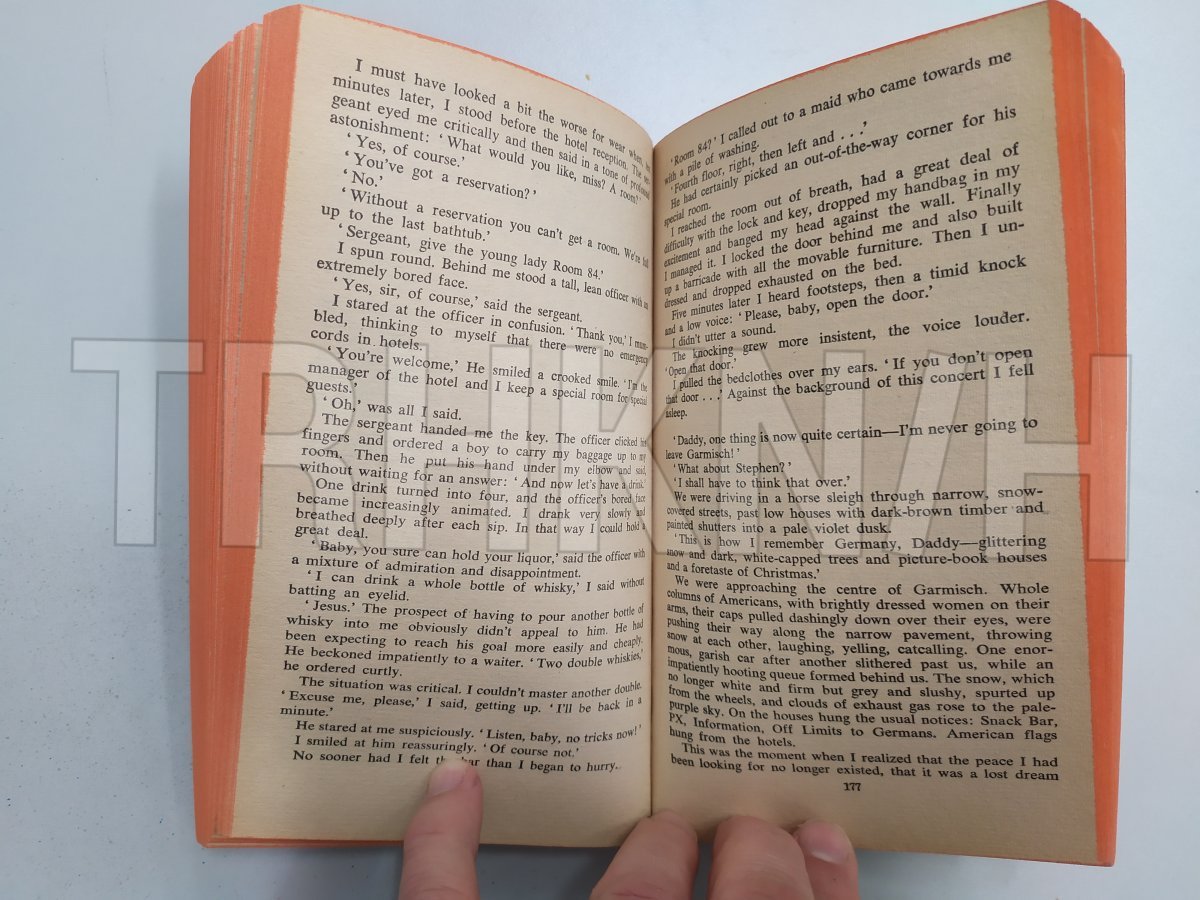 I must have looked a bit the worse for wear when,
minutes later, I stood before the hotel reception. The ser-
geant eyed me critically and then said in a tone of profound
astonishment: 'What would you like, miss? A room?'
'Yes, of course.'
'You've got a reservation?'
'No.'
'Without a reservation you can't get a room. We're full
up to the last bathtub.'
'Sergeant, give the young lady Room 84.'
I spun round. Behind me stood a tall, lean officer with an
extremely bored face.
'Yes, sir, of course,' said the sergeant.
I stared at the officer in confusion. 'Thank you,' I mum-
bled, thinking to myself that there were no emergency
cords in hotels.
'You're welcome,' He smiled a crooked smile. 'I'm the
manager of the hotel and I keep a special room for special
guests.'
'Oh,' was all I said.
The sergeant handed me the key. The officer clicked his
fingers and ordered a boy to carry my baggage up to my
room. Then he put his hand under my elbow and said,
without waiting for an answer: 'And now let's have a drink.'
One drink turned into four, and the officer's bored face
became increasingly animated. I drank very slowly and
breathed deeply after each sip. In that way I could hold a
great deal.
'Baby, you sure can hold your liquor,' said the officer with
a mixture of admiration and disappointment.
'I can drink a whole bottle of whisky,' I said without
batting an eyelid.
'Jesus.' The prospect of having to pour another bottle of
whisky into me obviously didn't appeal to him. He had
been expecting to reach his goal more easily and cheaply.
He beckoned impatiently to a waiter. 'Two double whiskies,'
he ordered curtly.
The situation was critical. I couldn't master another double.
'Excuse me, please,' I said, getting up. 'I'll be back in a
minute.'
He stared at me suspiciously. 'Listen, baby, no tricks now!'
I smiled at him reassuringly. 'Of course not.'
No sooner had I felt the bar than I began to hurry.
'Room 84?' I called out to a maid who came towards me
with a pile of washing.
'Fourth floor, right, then left and . . .'
He had certainly picked an out-of-the-way corner for his
special room.
I reached the room out of breath, had a great deal of
difficulty with the lock and key, dropped my handbag in my
excitement and banged my head against the wall. Finally
I managed it. I locked the door behind me and also built
up a barricade with all the movable furniture. Then I un-
dressed and dropped exhausted on the bed.
Five minutes later I heard footsteps, then a timid knock
and a low voice: 'Please, baby, open the door.'
I didn't utter a sound.
The knocking grew more insistent, the voice louder.
'Open that door.'
I pulled the bedclothes over my ears. 'If you don't open
that door . . .' Against the background of this concert I fell
asleep.
'Daddy, one thing is now quite certain—I'm never going to
leave Garmisch!'
'What about Stephen?'
'I shall have to think that over.'
We were driving in a horse sleigh through narrow, snow-
covered streets, past low houses with dark-brown timber and
painted shutters into a pale violet dusk.
'This is how I remember Germany, Daddy—glittering
snow and dark, white-capped trees and picture-book houses
and a foretaste of Christmas.'
We were approaching the centre of Garmisch. Whole
columns of Americans, with brightly dressed women on their
arms, their caps pulled dashingly down over their eyes, were
pushing their way along the narrow pavement, throwing
snow at each other, laughing, yelling, catcalling. One enor-
mous, garish car after another slithered past us, while an
impatiently hooting queue formed behind us. The snow, which
no longer white and firm but grey and slushy, spurted up
from the wheels, and clouds of exhaust gas rose to the pale-
purple sky. On the houses hung the usual notices: Snack Bar,
PX, Information, Off Limits to Germans. American flags
hung from the hotels.
This was the moment when I realized that the peace I had
been looking for no longer existed, that it was a lost dream
177
TRHKN/H